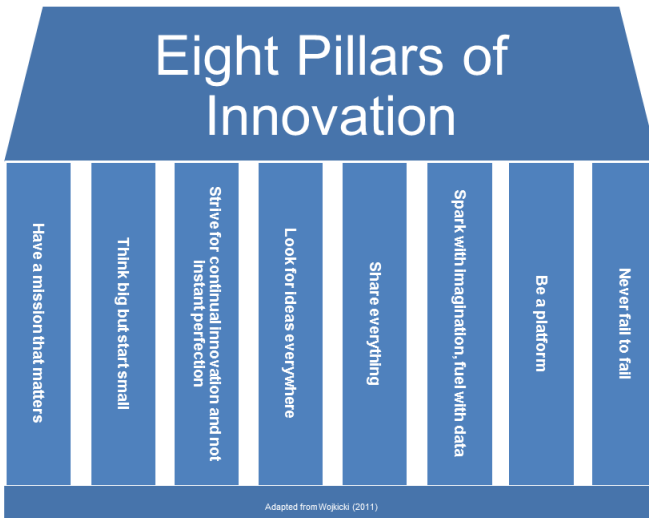 Eight Pillars of
Innovation
Have a mission that matters
Think big but start small
Strive for continual innovation and not
instant perfection
Look for ideas everywhere
Share everything
Spark with imagination, fuel with data
Be a platform
Never fail to fail
Adapted from Wojkicki (2011)